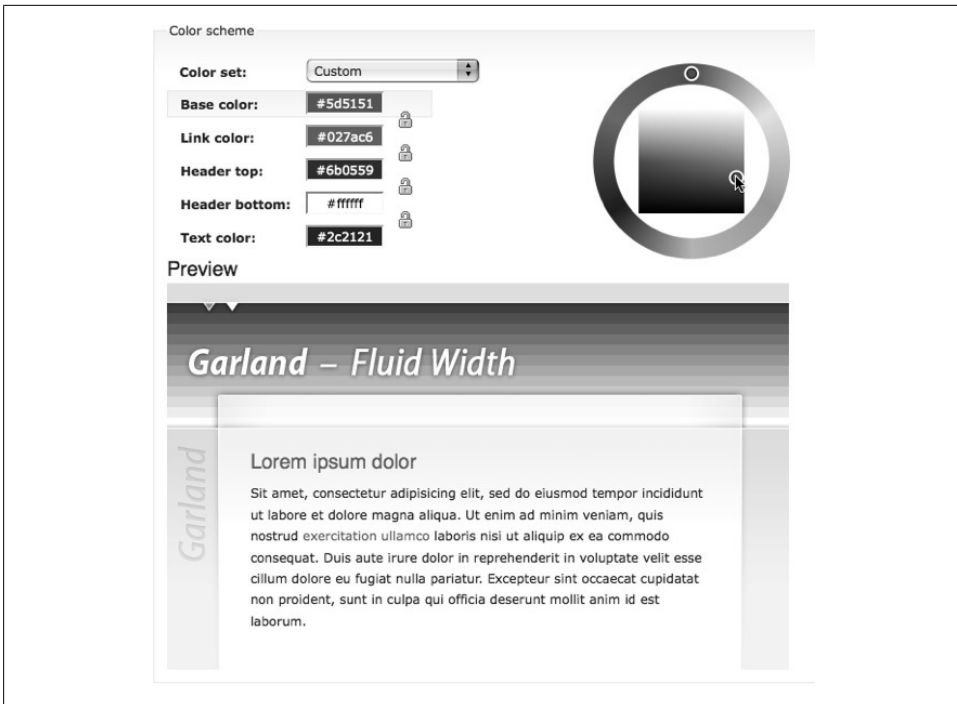 Color scheme
Color set: Custom
Base color: #5d5151
Link color: #027ac6
Header top: #6b0559
Header bottom: #ffffff
Text color: #2c2121
Preview
Garland – Fluid Width
Garland
Lorem ipsum dolor
Sit amet, consectetur adipisicing elit, sed do eiusmod tempor incididunt
ut labore et dolore magna aliqua. Ut enim ad minim veniam, quis
nostrud exercitation ullamco laboris nisi ut aliquip ex ea commodo
consequat. Duis aute irure dolor in reprehenderit in voluptate velit esse
cillum dolore eu fugiat nulla pariatur. Excepteur sint occaecat cupidatat
non proident, sunt in culpa qui officia deserunt mollit anim id est
laborum.